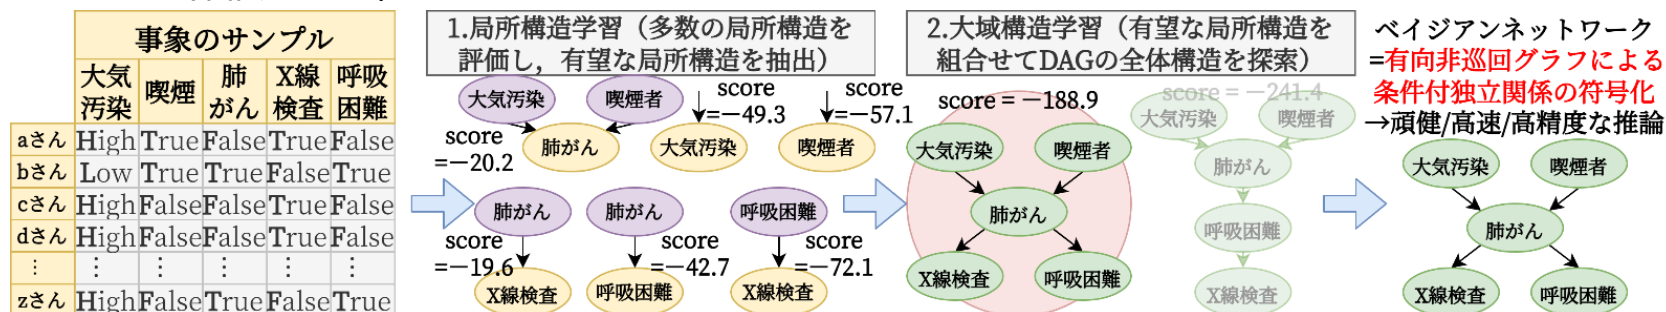 事象のサンプル
大気汚染 喫煙 肺がん X線検査 呼吸困難
aさん High True False True False
bさん Low True True False True
cさん High False False True False
dさん High False False True False
⋮ ⋮ ⋮ ⋮ ⋮ ⋮
zさん High False True False True
1.局所構造学習（多数の局所構造を
評価し，有望な局所構造を抽出）
大気汚染 喫煙者
肺がん
score
=−20.2
score
=−49.3
大気汚染
score
=−57.1
喫煙者
肺がん
score
=−19.6
X線検査
肺がん
score
=−42.7
呼吸困難
呼吸困難
score
=−72.1
X線検査
2.大域構造学習（有望な局所構造を
組合せてDAGの全体構造を探索）
score = −188.9
大気汚染 喫煙者
肺がん
X線検査 呼吸困難
score = −241.4
大気汚染 喫煙者
肺がん
呼吸困難
X線検査
ベイジアンネットワーク
=有向非巡回グラフによる
条件付独立関係の符号化
→頑健/高速/高精度な推論
大気汚染 喫煙者
肺がん
X線検査 呼吸困難